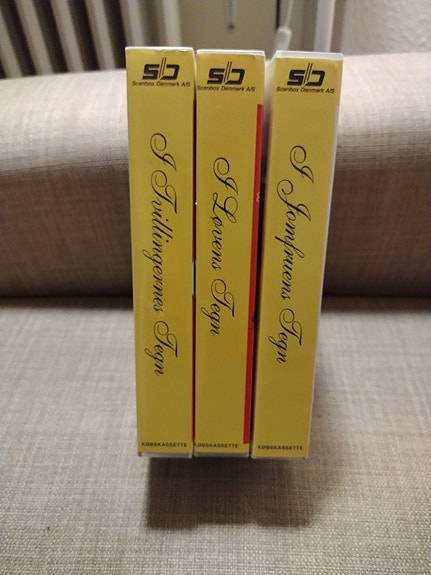 sb
Scanbox Denmark A/S
I Tvillingernes Tegn
KØBSKASSETTE
sb
Scanbox Denmark A/S
I Løvens Tegn
KØBSKASSETTE
sb
Scanbox Denmark A/S
I Jomfruens Tegn
KØBSKASSETTE